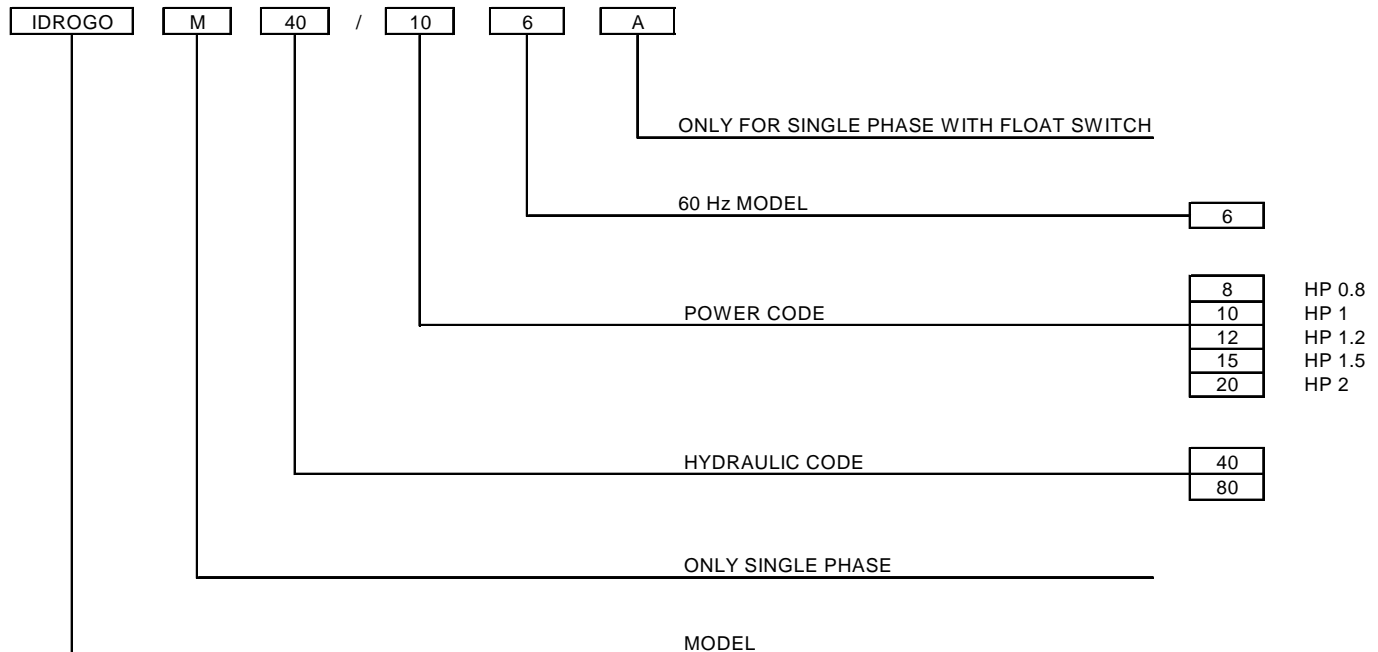 IDROGO M 40 / 10 6 A
ONLY FOR SINGLE PHASE WITH FLOAT SWITCH
60 Hz MODEL
6
8 HP 0.8
POWER CODE 10 HP 1
12 HP 1.2
15 HP 1.5
20 HP 2
HYDRAULIC CODE 40
80
ONLY SINGLE PHASE
MODEL